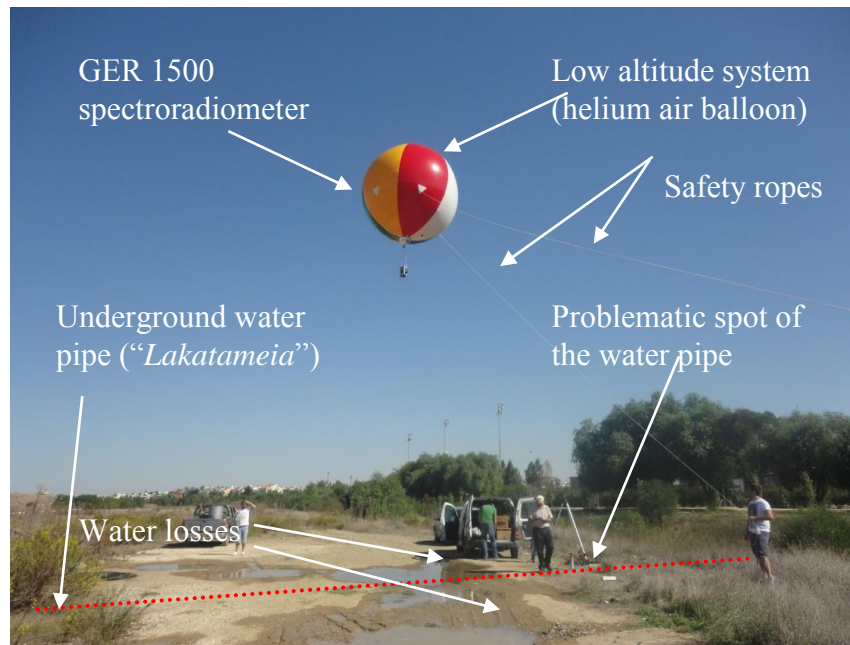 GER 1500
spectroradiometer
Low altitude system
(helium air balloon)
Safety ropes
Underground water
pipe (“Lakatameia”)
Problematic spot of
the water pipe
Water losses